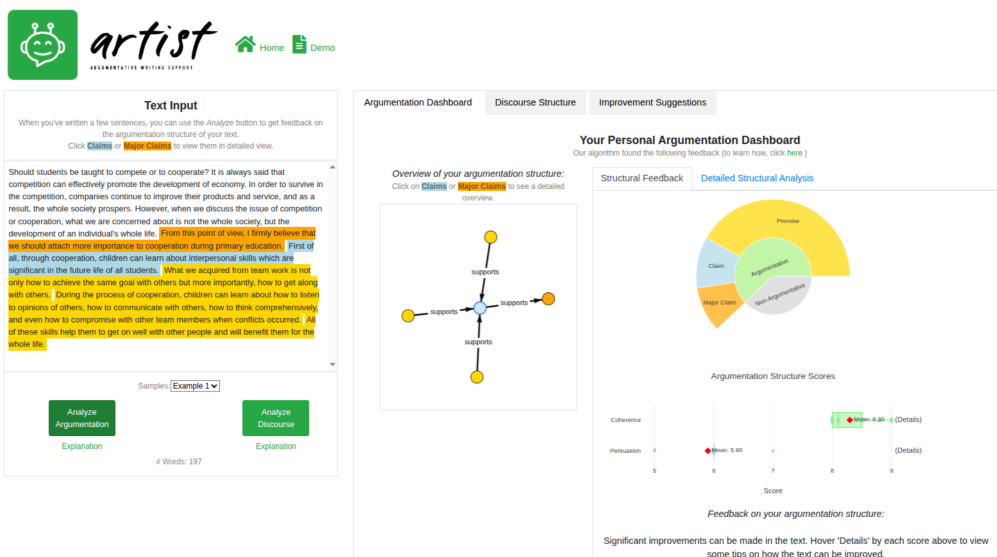 artist
ARGUMENTATIVE WRITING SUPPORT
Home
Demo
Text Input
When you've written a few sentences, you can use the Analyze button to get feedback on
the argumentation structure of your text.
Click Claims or Major Claims to view them in detailed view.
Should students be taught to compete or to cooperate? It is always said that
competition can effectively promote the development of economy. In order to survive in
the competition, companies continue to improve their products and service, and as a
result, the whole society prospers. However, when we discuss the issue of competition
or cooperation, what we are concerned about is not the whole society, but the
development of an individual's whole life. From this point of view, I firmly believe that
we should attach more importance to cooperation during primary education. First of
all, through cooperation, children can learn about interpersonal skills which are
significant in the future life of all students. What we acquired from team work is not
only how to achieve the same goal with others but more importantly, how to get along
with others. During the process of cooperation, children can learn about how to listen
to opinions of others, how to communicate with others, how to think comprehensively,
and even how to compromise with other team members when conflicts occurred. All
of these skills help them to get on well with other people and will benefit them for the
whole life.
Samples: Example 1
Analyze
Argumentation
Analyze
Discourse
Explanation
Explanation
# Words: 197
Argumentation Dashboard
Discourse Structure
Improvement Suggestions
Your Personal Argumentation Dashboard
Our algorithm found the following feedback (to learn how, click here )
Overview of your argumentation structure:
Click on Claims or Major Claims to see a detailed
overview.
supports
supports
supports
supports
Structural Feedback
Detailed Structural Analysis
Premise
Claim
Argumentative
Major Claim
Non-Argumentative
Argumentation Structure Scores
Coherence
Mean: 8.30
(Details)
Persuasion
Mean: 5.90
(Details)
5
6
7
8
9
Score
Feedback on your argumentation structure:
Significant improvements can be made in the text. Hover 'Details' by each score above to view
some tips on how the text can be improved.